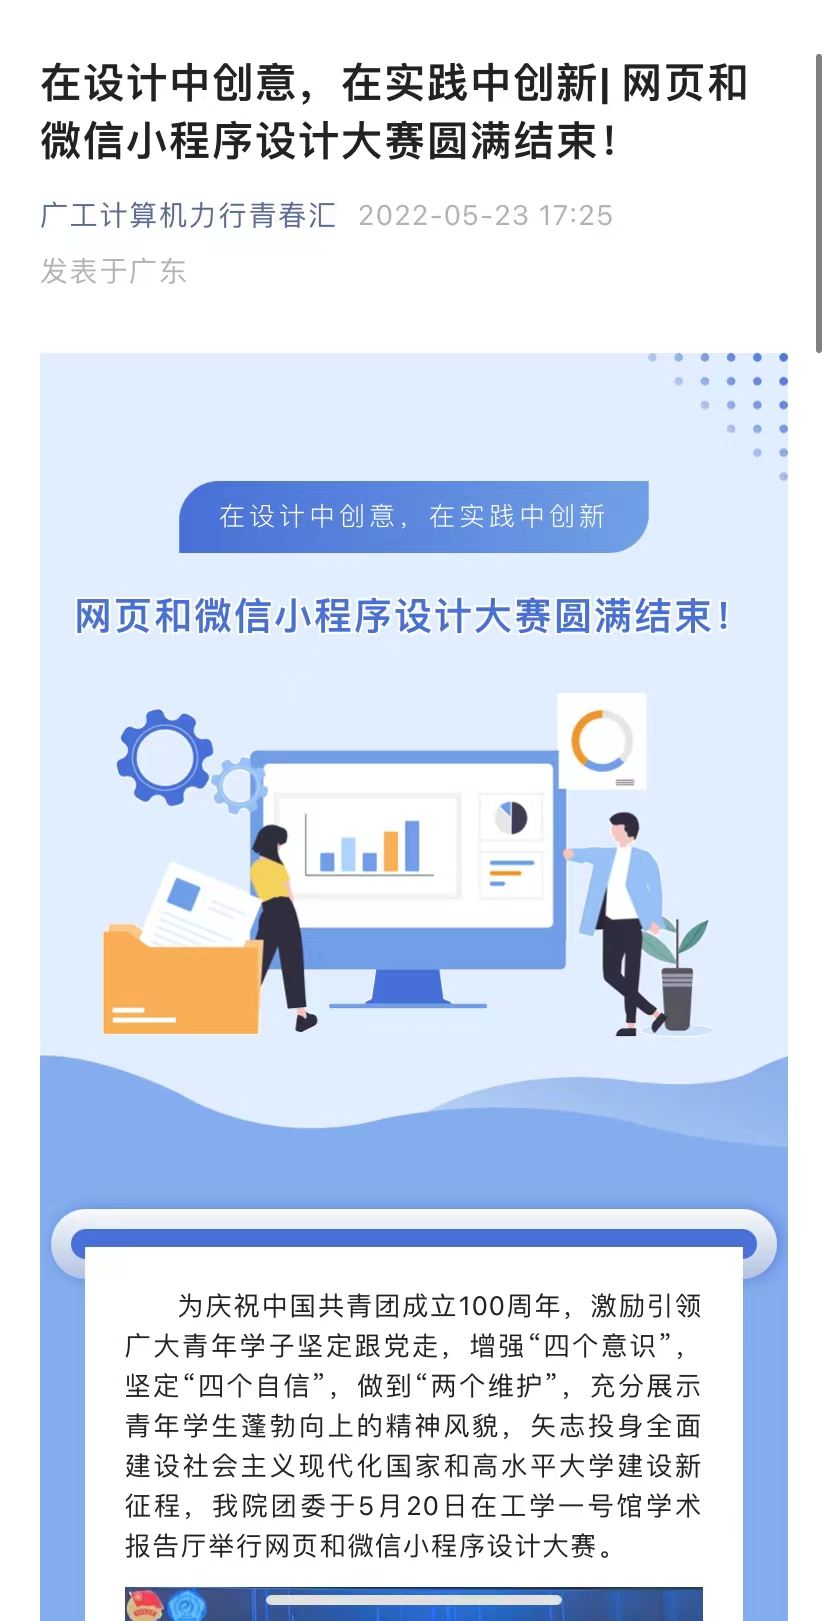 在设计中创意，在实践中创新| 网页和
微信小程序设计大赛圆满结束！
广工计算机力行青春汇 2022-05-23 17:25
发表于广东
在设计中创意，在实践中创新
网页和微信小程序设计大赛圆满结束！
为庆祝中国共青团成立100周年，激励引领
广大青年学子坚定跟党走，增强“四个意识”，
坚定“四个自信”，做到“两个维护”，充分展示
青年学生蓬勃向上的精神风貌，矢志投身全面
建设社会主义现代化国家和高水平大学建设新
征程，我院团委于5月20日在工学一号馆学术
报告厅举行网页和微信小程序设计大赛。